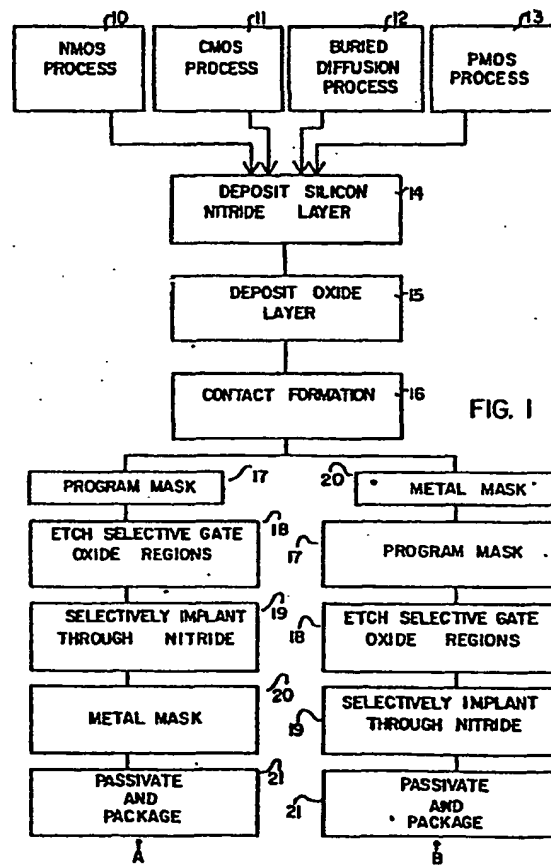 10
NMOS
PROCESS
11
CMOS
PROCESS
12
BURIED
DIFFUSION
PROCESS
13
PMOS
PROCESS
DEPOSIT SILICON
NITRIDE LAYER
14
DEPOSIT OXIDE
LAYER
15
CONTACT FORMATION
16
FIG. 1
PROGRAM MASK
17
ETCH SELECTIVE GATE
OXIDE REGIONS
18
SELECTIVELY IMPLANT
THROUGH NITRIDE
19
METAL MASK
20
PASSIVATE
AND
PACKAGE
21
A
20
METAL MASK
17
PROGRAM MASK
18
ETCH SELECTIVE GATE
OXIDE REGIONS
19
SELECTIVELY IMPLANT
THROUGH NITRIDE
21
PASSIVATE
AND
PACKAGE
B